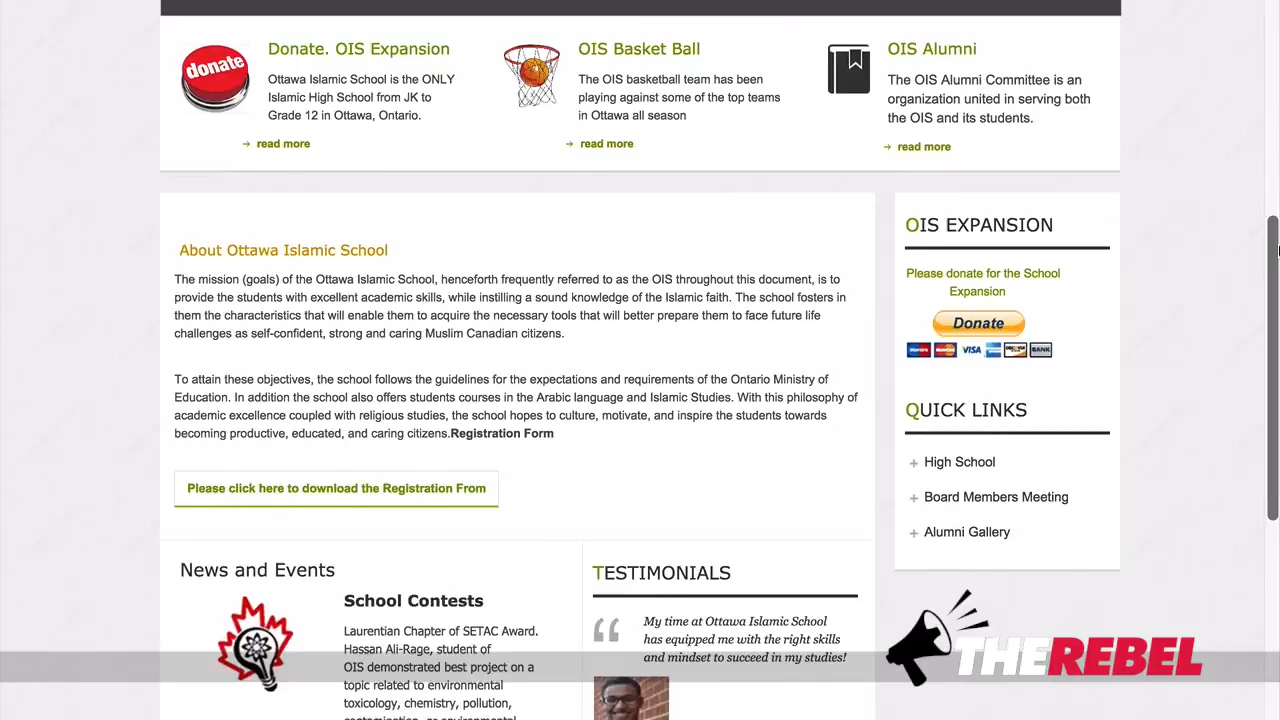 donate
Donate. OIS Expansion
Ottawa Islamic School is the ONLY
Islamic High School from JK to
Grade 12 in Ottawa, Ontario.
read more
OIS Basket Ball
The OIS basketball team has been
playing against some of the top teams
in Ottawa all season
read more
OIS Alumni
The OIS Alumni Committee is an
organization united in serving both
the OIS and its students.
read more
About Ottawa Islamic School
The mission (goals) of the Ottawa Islamic School, henceforth frequently referred to as the OIS throughout this document, is to
provide the students with excellent academic skills, while instilling a sound knowledge of the Islamic faith. The school fosters in
them the characteristics that will enable them to acquire the necessary tools that will better prepare them to face future life
challenges as self-confident, strong and caring Muslim Canadian citizens.
To attain these objectives, the school follows the guidelines for the expectations and requirements of the Ontario Ministry of
Education. In addition the school also offers students courses in the Arabic language and Islamic Studies. With this philosophy of
academic excellence coupled with religious studies, the school hopes to culture, motivate, and inspire the students towards
becoming productive, educated, and caring citizens.Registration Form
Please click here to download the Registration From
OIS EXPANSION
Please donate for the School
Expansion
Donate
VISA
BANK
QUICK LINKS
High School
Board Members Meeting
Alumni Gallery
News and Events
School Contests
Laurentian Chapter of SETAC Award.
Hassan Ali-Rage, student of
OIS demonstrated best project on a
topic related to environmental
toxicology, chemistry, pollution,
TESTIMONIALS
My time at Ottawa Islamic School
has equipped me with the right skills
and mindset to succeed in my studies!
THEREBEL